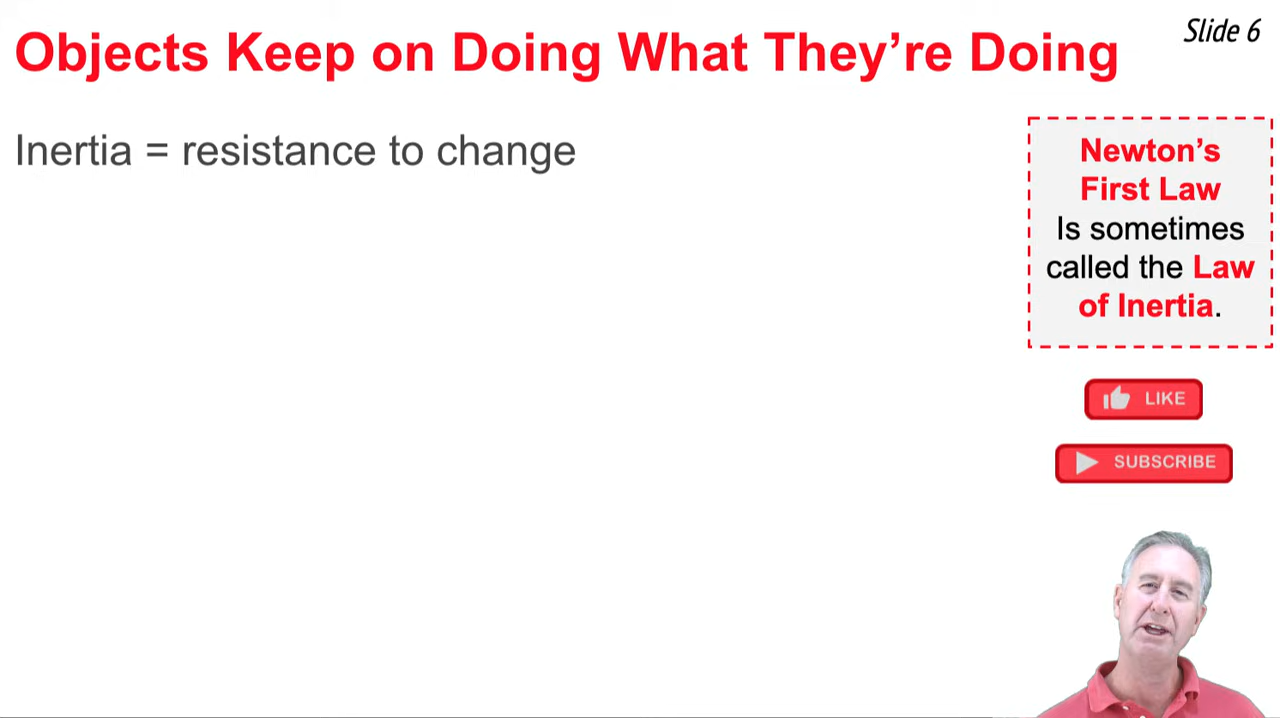 Slide 6
Objects Keep on Doing What They’re Doing
Inertia = resistance to change
Newton’s
First Law
Is sometimes
called the Law
of Inertia.
LIKE
SUBSCRIBE